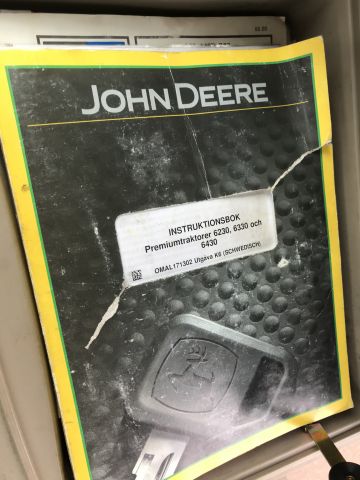 JOHN DEERE
INSTRUKTIONSBOK
Premiumtraktorer 6230, 6330 och
6430
OMAL171302 Utgåva K6 (SCHWEDISCH)